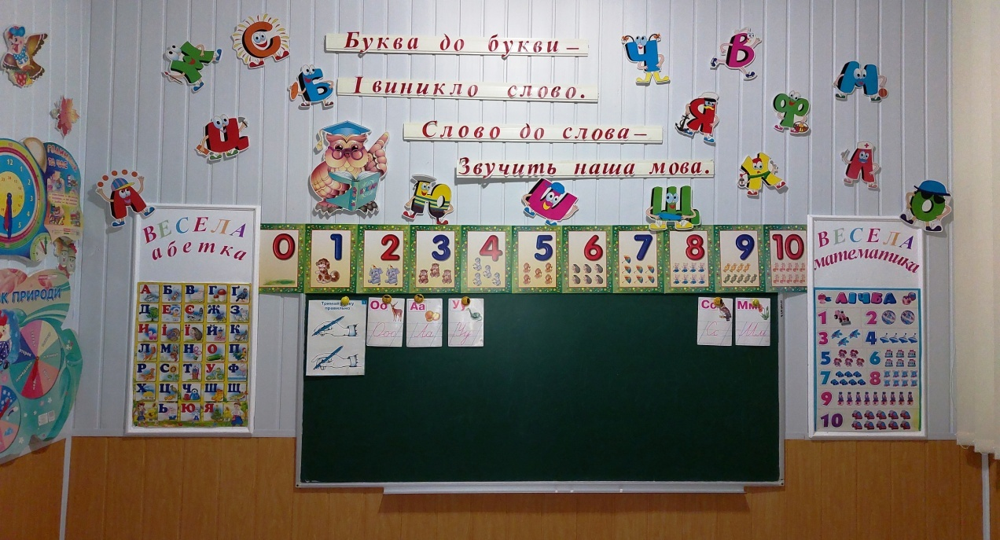 Буква до букви –
І виникло слово.
Слово до слова –
Звучить наша мова.
Ж
С
Б
Ц
Л
Ю
Ш
Щ
Ч
В
Я
Ф
М
А
О
ВЕСЕЛА
абетка
А Б В Г Ґ
Д Е Є Ж З
И І Ї Й К
Л М Н О П
Р С Т У Ф
Х Ц Ч Ш Щ
Ь Ю Я
К ПРИРОДИ
0 1 2 3 4 5 6 7 8 9 10
Тримай ручку
правильно.
Оо
Аа
Уу
Сс
Мм
ВЕСЕЛА
математика
ЛІЧБА
1 2
3 4
5 6
7 8
9
10